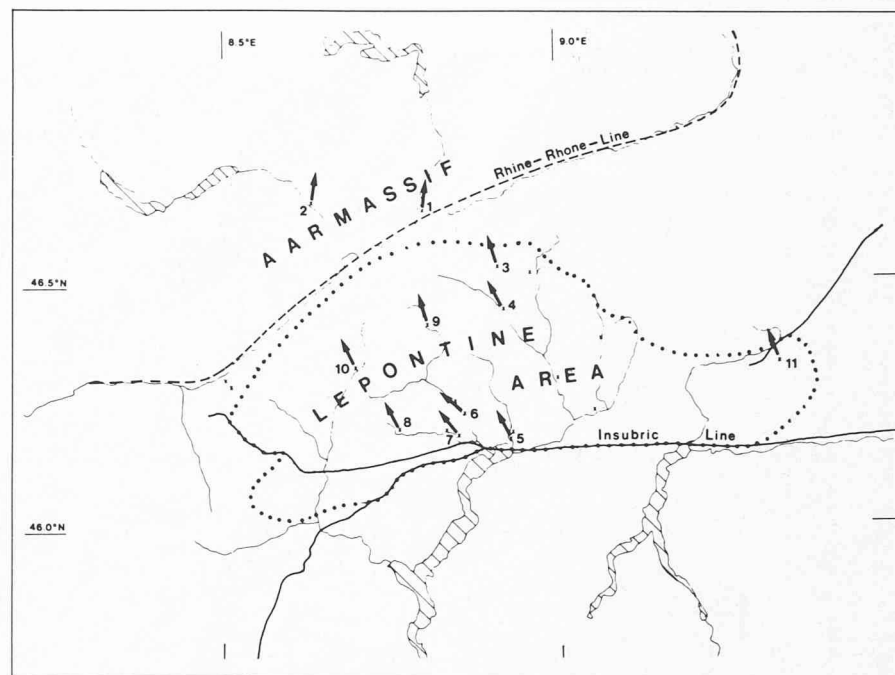 8.5°E
9.0°E
Rhine-Rhone-Line
AARMASSIF
2
1
46.5°N
3
4
9
LEPONTINE
10
AREA
11
8
7
6
5
Insubric Line
46.0°N